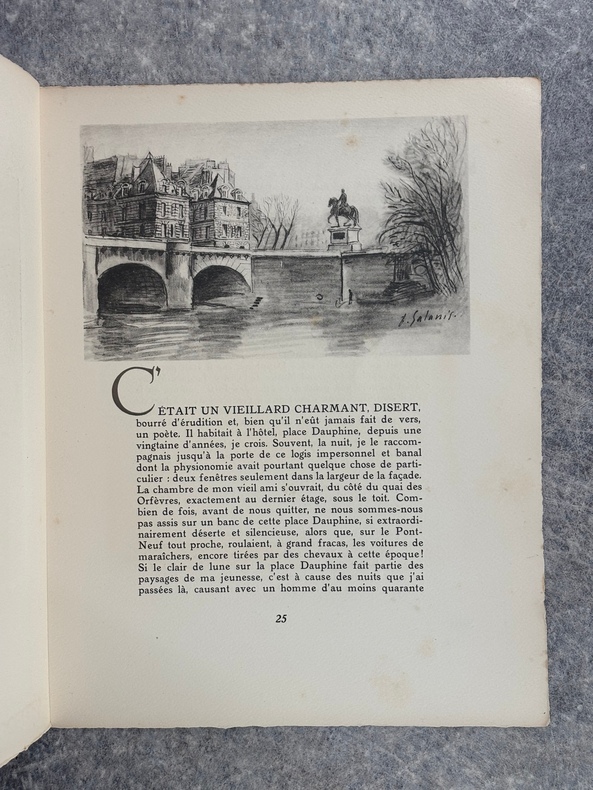 D. Galanis.
C'ÉTAIT UN VIEILLARD CHARMANT, DISERT,
bourré d'érudition et, bien qu'il n'eût jamais fait de vers,
un poète. Il habitait à l'hôtel, place Dauphine, depuis une
vingtaine d'années, je crois. Souvent, la nuit, je le raccom-
pagnais jusqu'à la porte de ce logis impersonnel et banal
dont la physionomie avait pourtant quelque chose de parti-
culier : deux fenêtres seulement dans la largeur de la façade.
La chambre de mon vieil ami s'ouvrait, du côté du quai des
Orfèvres, exactement au dernier étage, sous le toit. Com-
bien de fois, avant de nous quitter, ne nous sommes-nous
pas assis sur un banc de cette place Dauphine, si extraordi-
nairement déserte et silencieuse, alors que, sur le Pont-
Neuf tout proche, roulaient, à grand fracas, les voitures de
maraîchers, encore tirées par des chevaux à cette époque!
Si le clair de lune sur la place Dauphine fait partie des
paysages de ma jeunesse, c'est à cause des nuits que j'ai
passées là, causant avec un homme d'au moins quarante
25